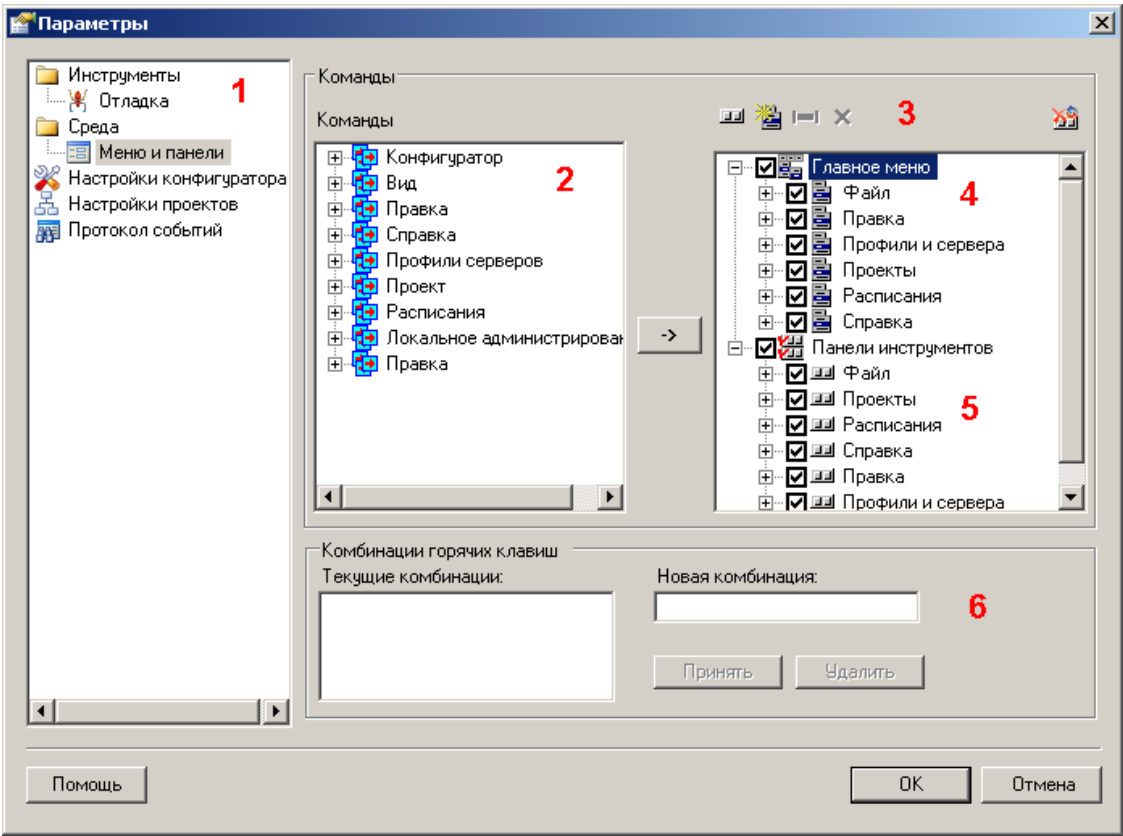 Параметры
Инструменты
1
Отладка
Среда
Меню и панели
Настройки конфигуратора
Настройки проектов
Протокол событий
Команды
Команды
3
Конфигуратор
2
Вид
Правка
Справка
Профили серверов
Проект
Расписания
Локальное администрирован
Правка
->
Главное меню
4
Файл
Правка
Профили и сервера
Проекты
Расписания
Справка
Панели инструментов
Файл
Проекты
5
Расписания
Справка
Правка
Профили и сервера
Комбинации горячих клавиш
Текущие комбинации:
Новая комбинация:
6
Принять
Удалить
Помощь
OK
Отмена